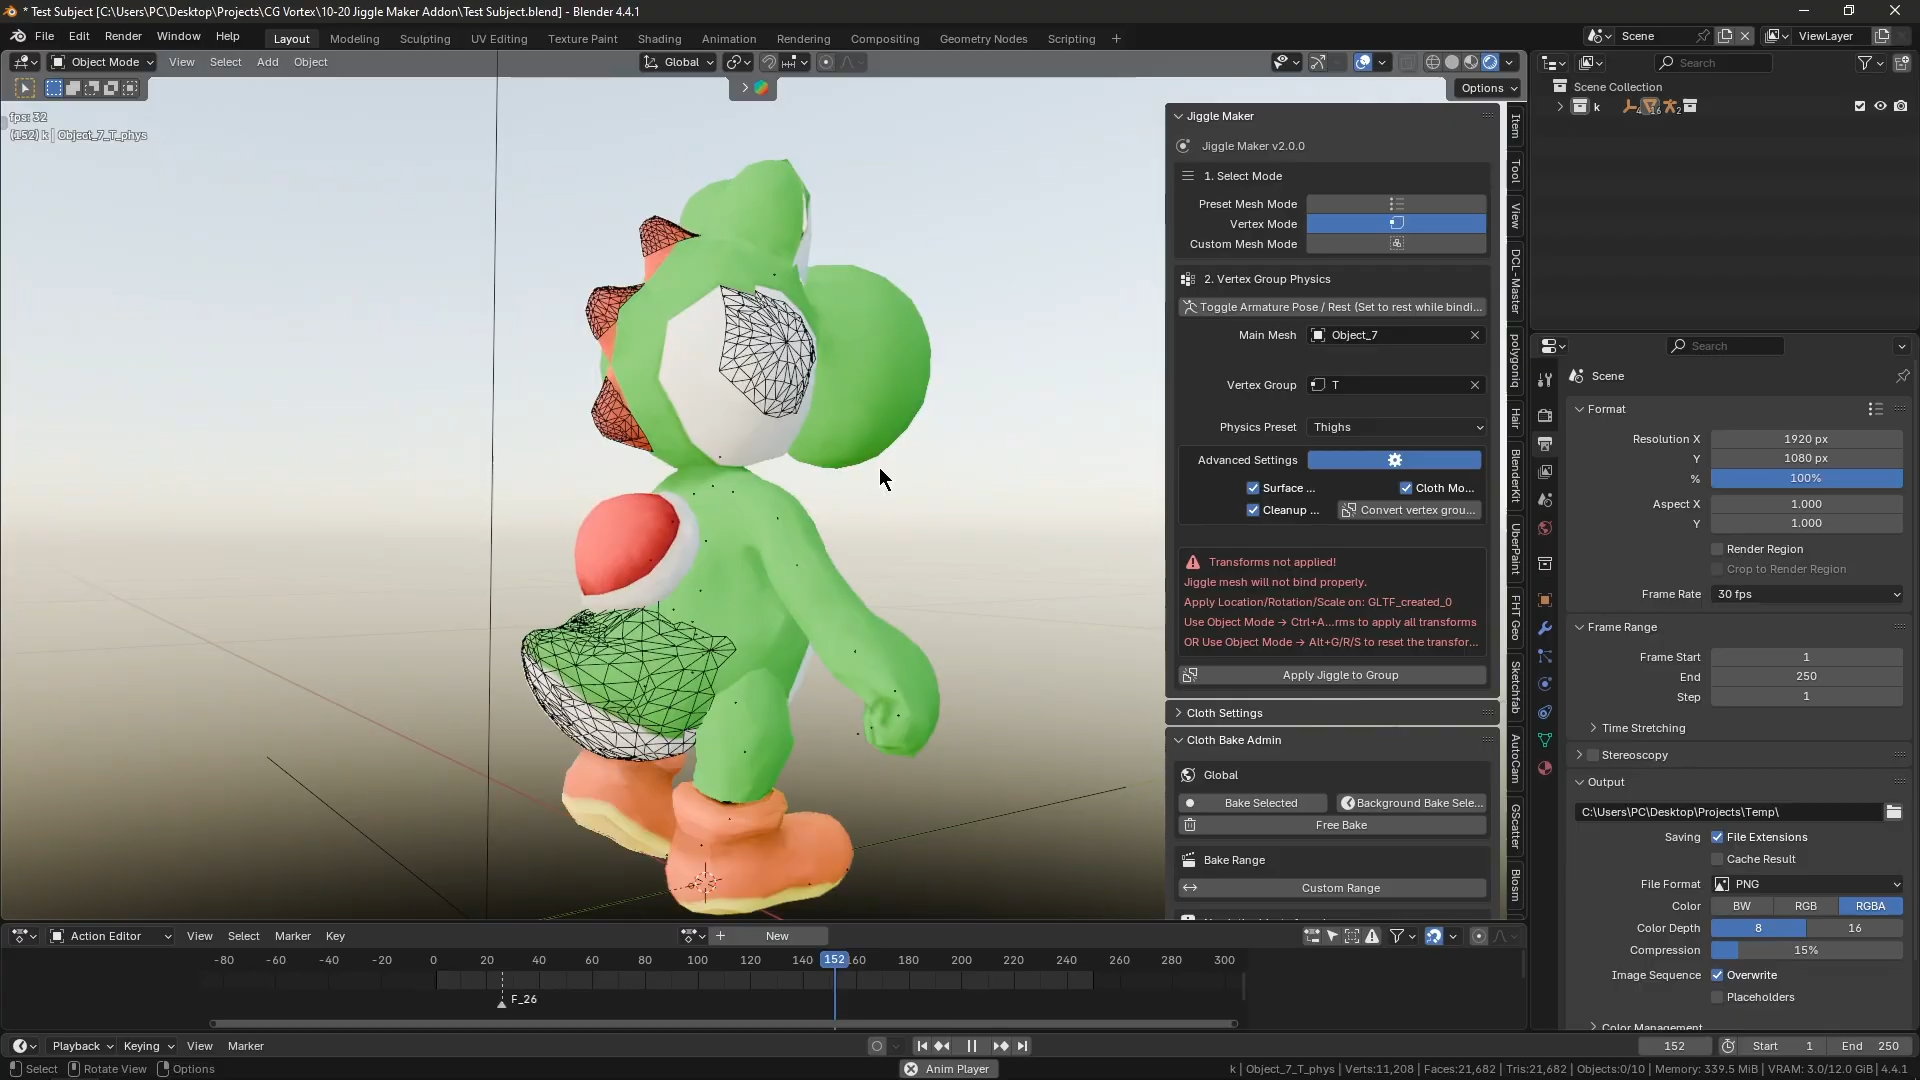 * Test Subject [C:\Users\PC\Desktop\Projects\CG Vortex\10-20 Jiggle Maker Addon\Test Subject.blend] - Blender 4.4.1
File Edit Render Window Help Layout Modeling Sculpting UV Editing Texture Paint Shading Animation Rendering Compositing Geometry Nodes Scripting + Scene ViewLayer
Object Mode View Select Add Object Global Search
Options
fps: 32
(152) k | Object_7_T_phys
Scene Collection
k
Jiggle Maker
Jiggle Maker v2.0.0
1. Select Mode
Preset Mesh Mode
Vertex Mode
Custom Mesh Mode
2. Vertex Group Physics
Toggle Armature Pose / Rest (Set to rest while bindi...
Main Mesh Object_7
Vertex Group T
Physics Preset Thighs
Advanced Settings
Surface ... Cloth Mo...
Cleanup ... Convert vertex grou...
Transforms not applied!
Jiggle mesh will not bind properly.
Apply Location/Rotation/Scale on: GLTF_created_0
Use Object Mode → Ctrl+A...rms to apply all transforms
OR Use Object Mode → Alt+G/R/S to reset the transfor...
Apply Jiggle to Group
Cloth Settings
Cloth Bake Admin
Global
Bake Selected Background Bake Sele...
Free Bake
Bake Range
Custom Range
Item
Tool
View
DCL-Master
polygoniq
Hair
BlenderKit
UberPaint
FHT Geo
Sketchfab
AutoCam
GScatter
Blosm
Search
Scene
Format
Resolution X 1920 px
Y 1080 px
% 100%
Aspect X 1.000
Y 1.000
Render Region
Crop to Render Region
Frame Rate 30 fps
Frame Range
Frame Start 1
End 250
Step 1
Time Stretching
Stereoscopy
Output
C:\Users\PC\Desktop\Projects\Temp\
Saving File Extensions
Cache Result
File Format PNG
Color BW RGB RGBA
Color Depth 8 16
Compression 15%
Image Sequence Overwrite
Placeholders
Color Management
Action Editor View Select Marker Key + New
-80 -60 -40 -20 0 20 40 60 80 100 120 140 152 160 180 200 220 240 260 280 300
F_26
Playback Keying View Marker 152 Start 1 End 250
Select Rotate View Options Anim Player k | Object_7_T_phys | Verts:11,208 | Faces:21,682 | Tris:21,682 | Objects:0/10 | Memory: 339.5 MiB | VRAM: 3.0/12.0 GiB | 4.4.1